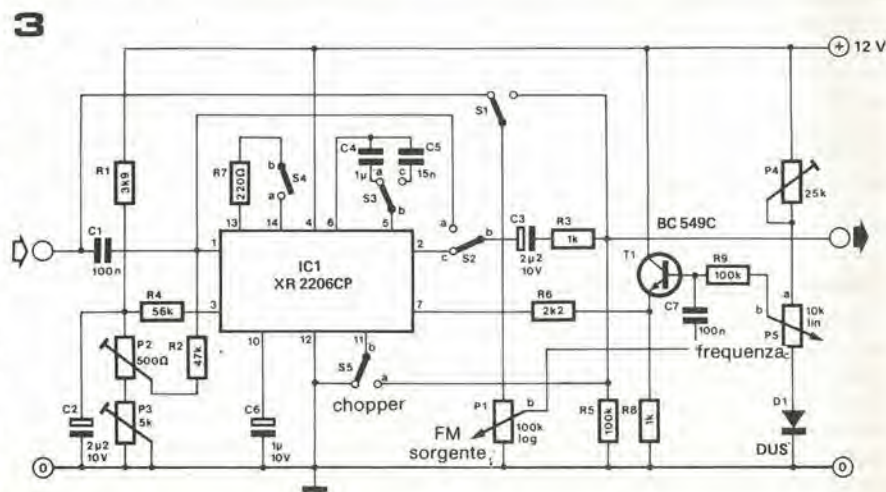 3
+ 12 V
S1
R1
3k9
R7
220Ω
S4
b
a
C4
1µ
C5
15n
a
c
S3
b
P4
25k
13
14
4
6
5
C1
100n
1
IC1
XR 2206CP
2
a
c
b
S2
C3
2µ2
10V
R3
1k
BC 549C
T1
R9
100k
R4
56k
3
7
R6
2k2
C7
100n
a
b
10k
lin
P5
c
frequenza
P2
500Ω
R2
47k
10
12
11
b
S5
a
chopper
C2
2µ2
10V
P3
5k
C6
1µ
10V
P1
b
100k
log
FM
sorgente
R5
100k
R8
1k
D1
DUS
0
0